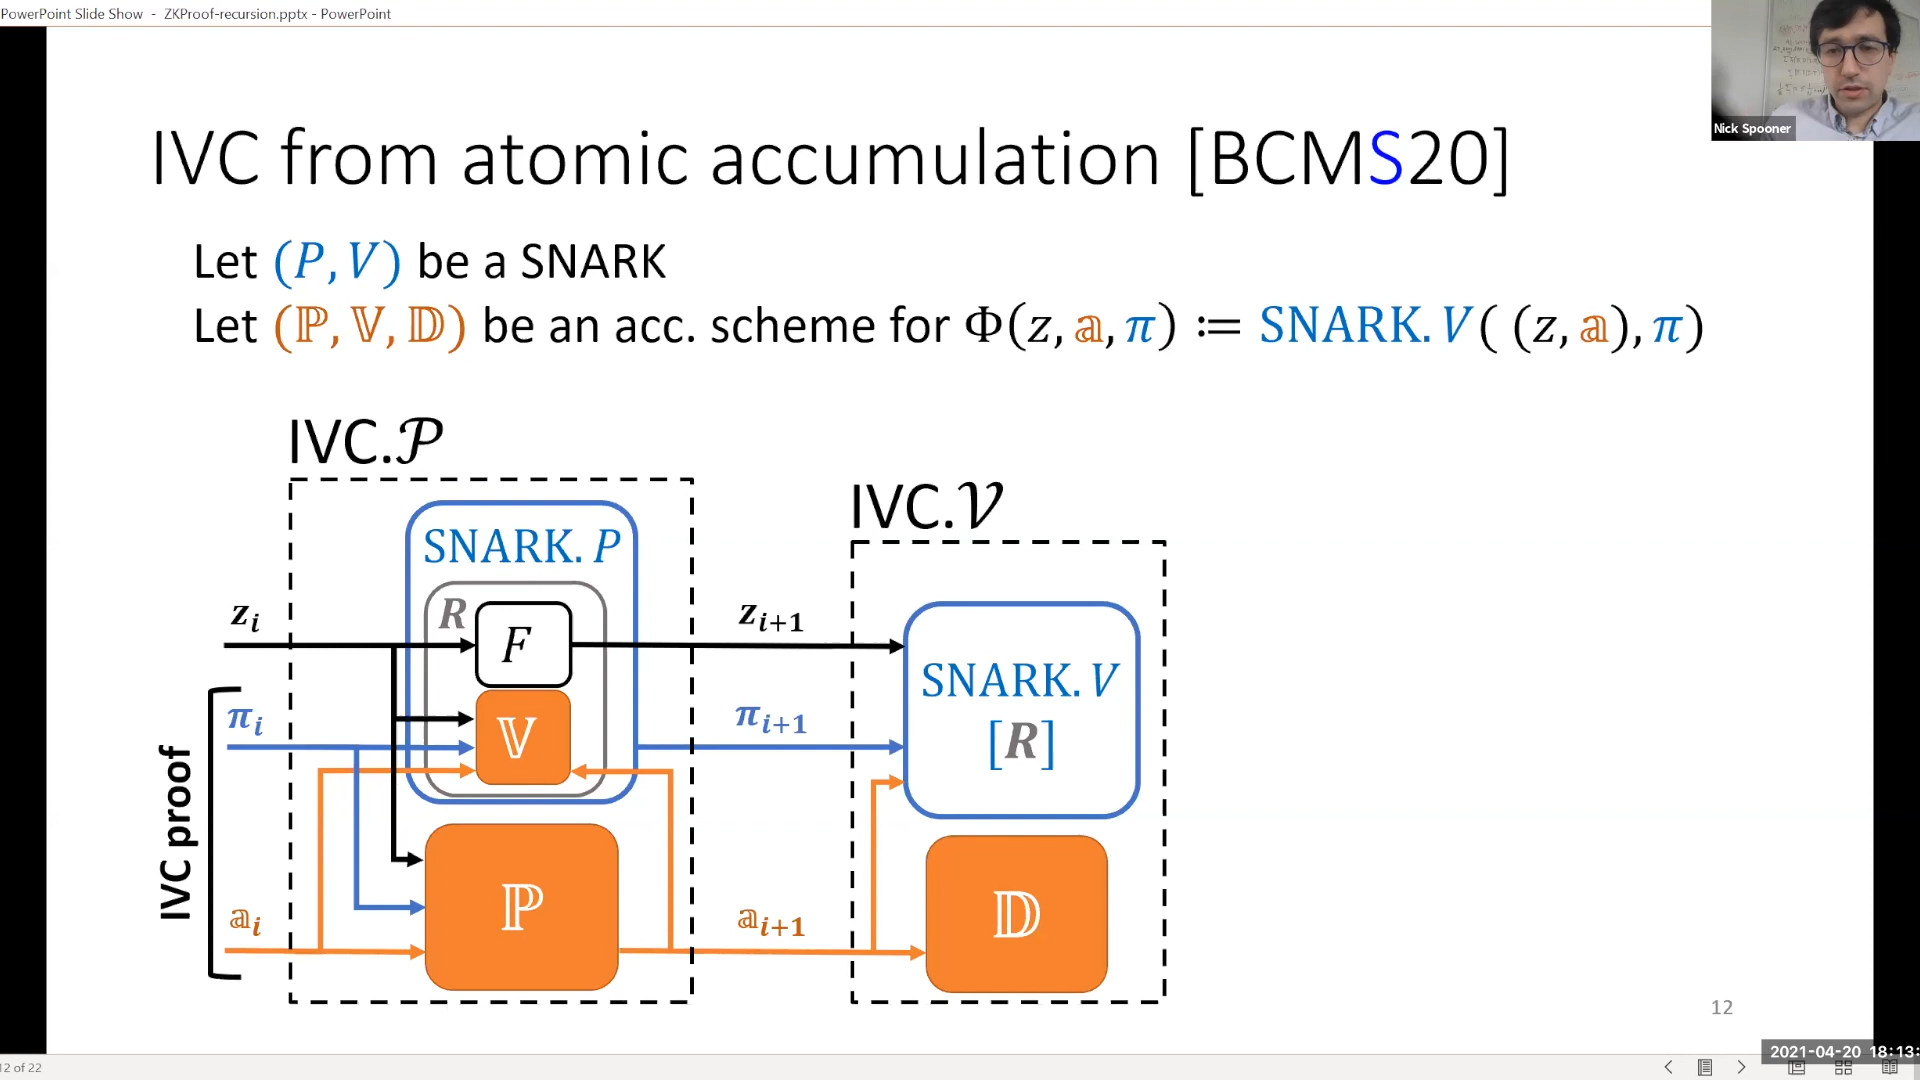 PowerPoint Slide Show - ZKProof-recursion.pptx - PowerPoint
Nick Spooner
IVC from atomic accumulation [BCMS20]
Let (P, V) be a SNARK
Let (ℙ, 𝕍, 𝔻) be an acc. scheme for Φ(z, 𝕒, π) ≔ SNARK. V( (z, 𝕒), π)
IVC.𝒫
IVC.𝒱
SNARK. P
R
F
z_i
z_{i+1}
SNARK. V
[R]
π_i
π_{i+1}
𝕍
IVC proof
ℙ
𝕒_i
𝕒_{i+1}
𝔻
12
2021-04-20 18:13:
12 of 22